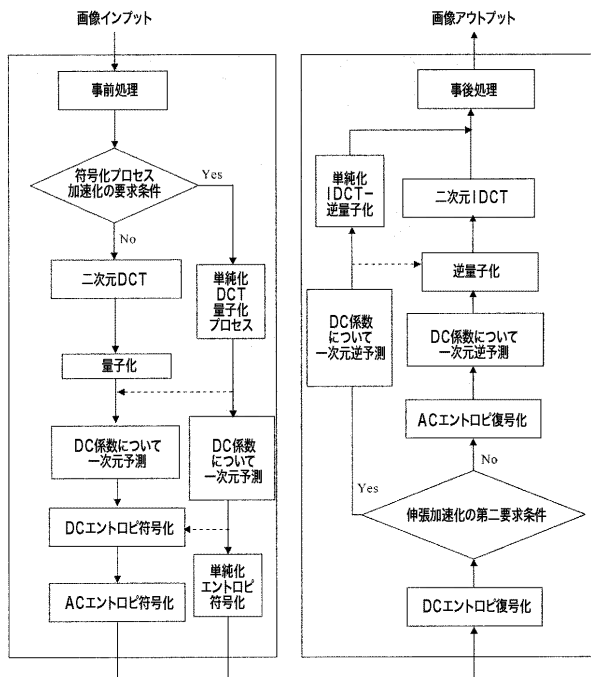 画像インプット
事前処理
符号化プロセス
加速化の要求条件
Yes
No
二次元DCT
単純化
DCT
量子化
プロセス
量子化
DC係数について
一次元予測
DC係数
について
一次元予測
DCエントロピ符号化
単純化
エントロピ
符号化
ACエントロピ符号化
画像アウトプット
事後処理
単純化
IDCTー
逆量子化
二次元IDCT
逆量子化
DC係数
について
一次元逆予測
DC係数について
一次元逆予測
ACエントロピ復号化
No
Yes
伸張加速化の第二要求条件
DCエントロピ復号化